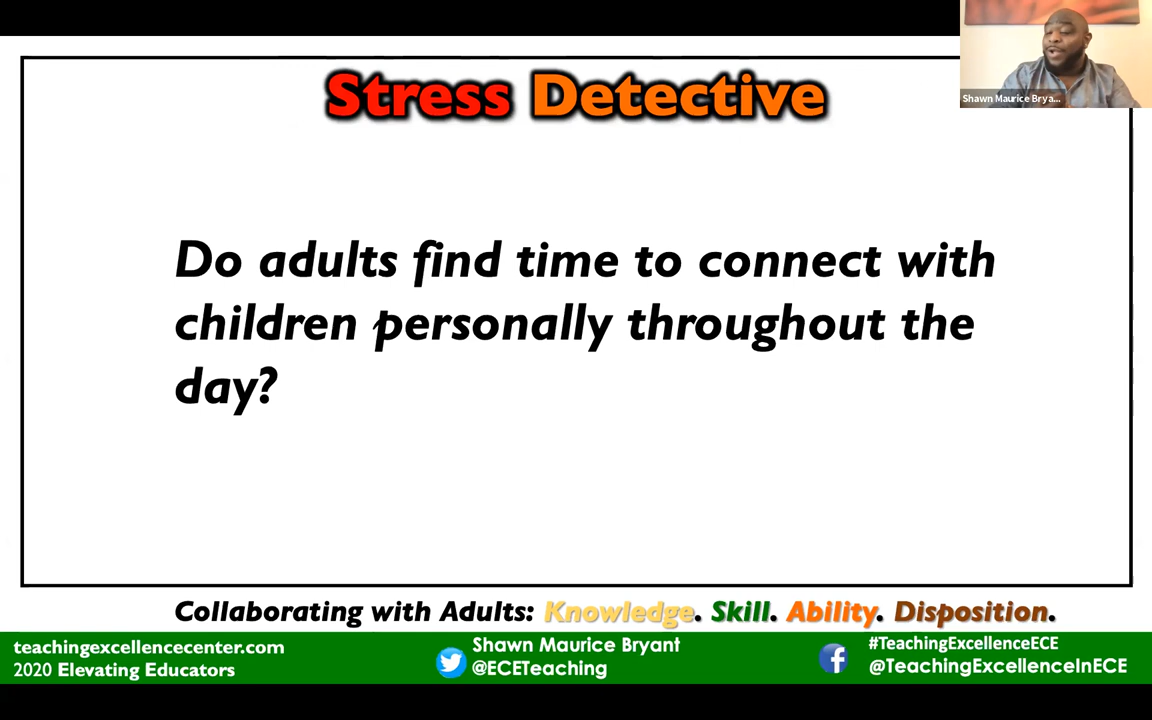 Stress Detective
Shawn Maurice Brya...
Do adults find time to connect with
children personally throughout the
day?
Collaborating with Adults: Knowledge. Skill. Ability. Disposition.
teachingexcellencecenter.com
2020 Elevating Educators
Shawn Maurice Bryant
@ECETeaching
#TeachingExcellenceECE
@TeachingExcellenceInECE